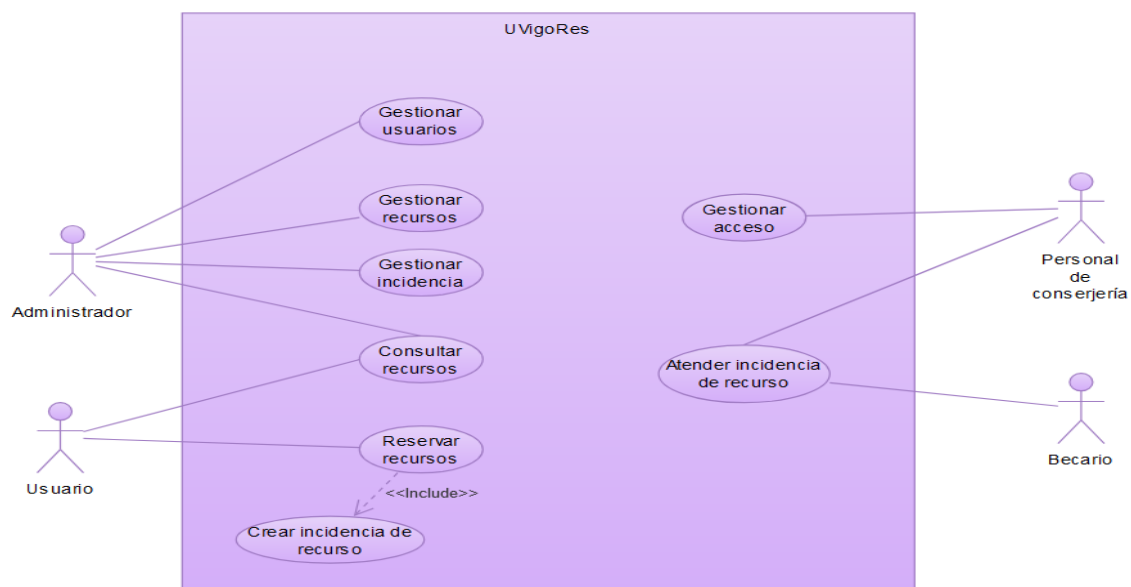 UVigoRes
Gestionar
usuarios
Gestionar
recursos
Gestionar
acceso
Gestionar
incidencia
Administrador
Personal
de
conserjería
Consultar
recursos
Atender incidencia
de recurso
Usuario
Reservar
recursos
Becario
<<Include>>
Crear incidencia de
recurso